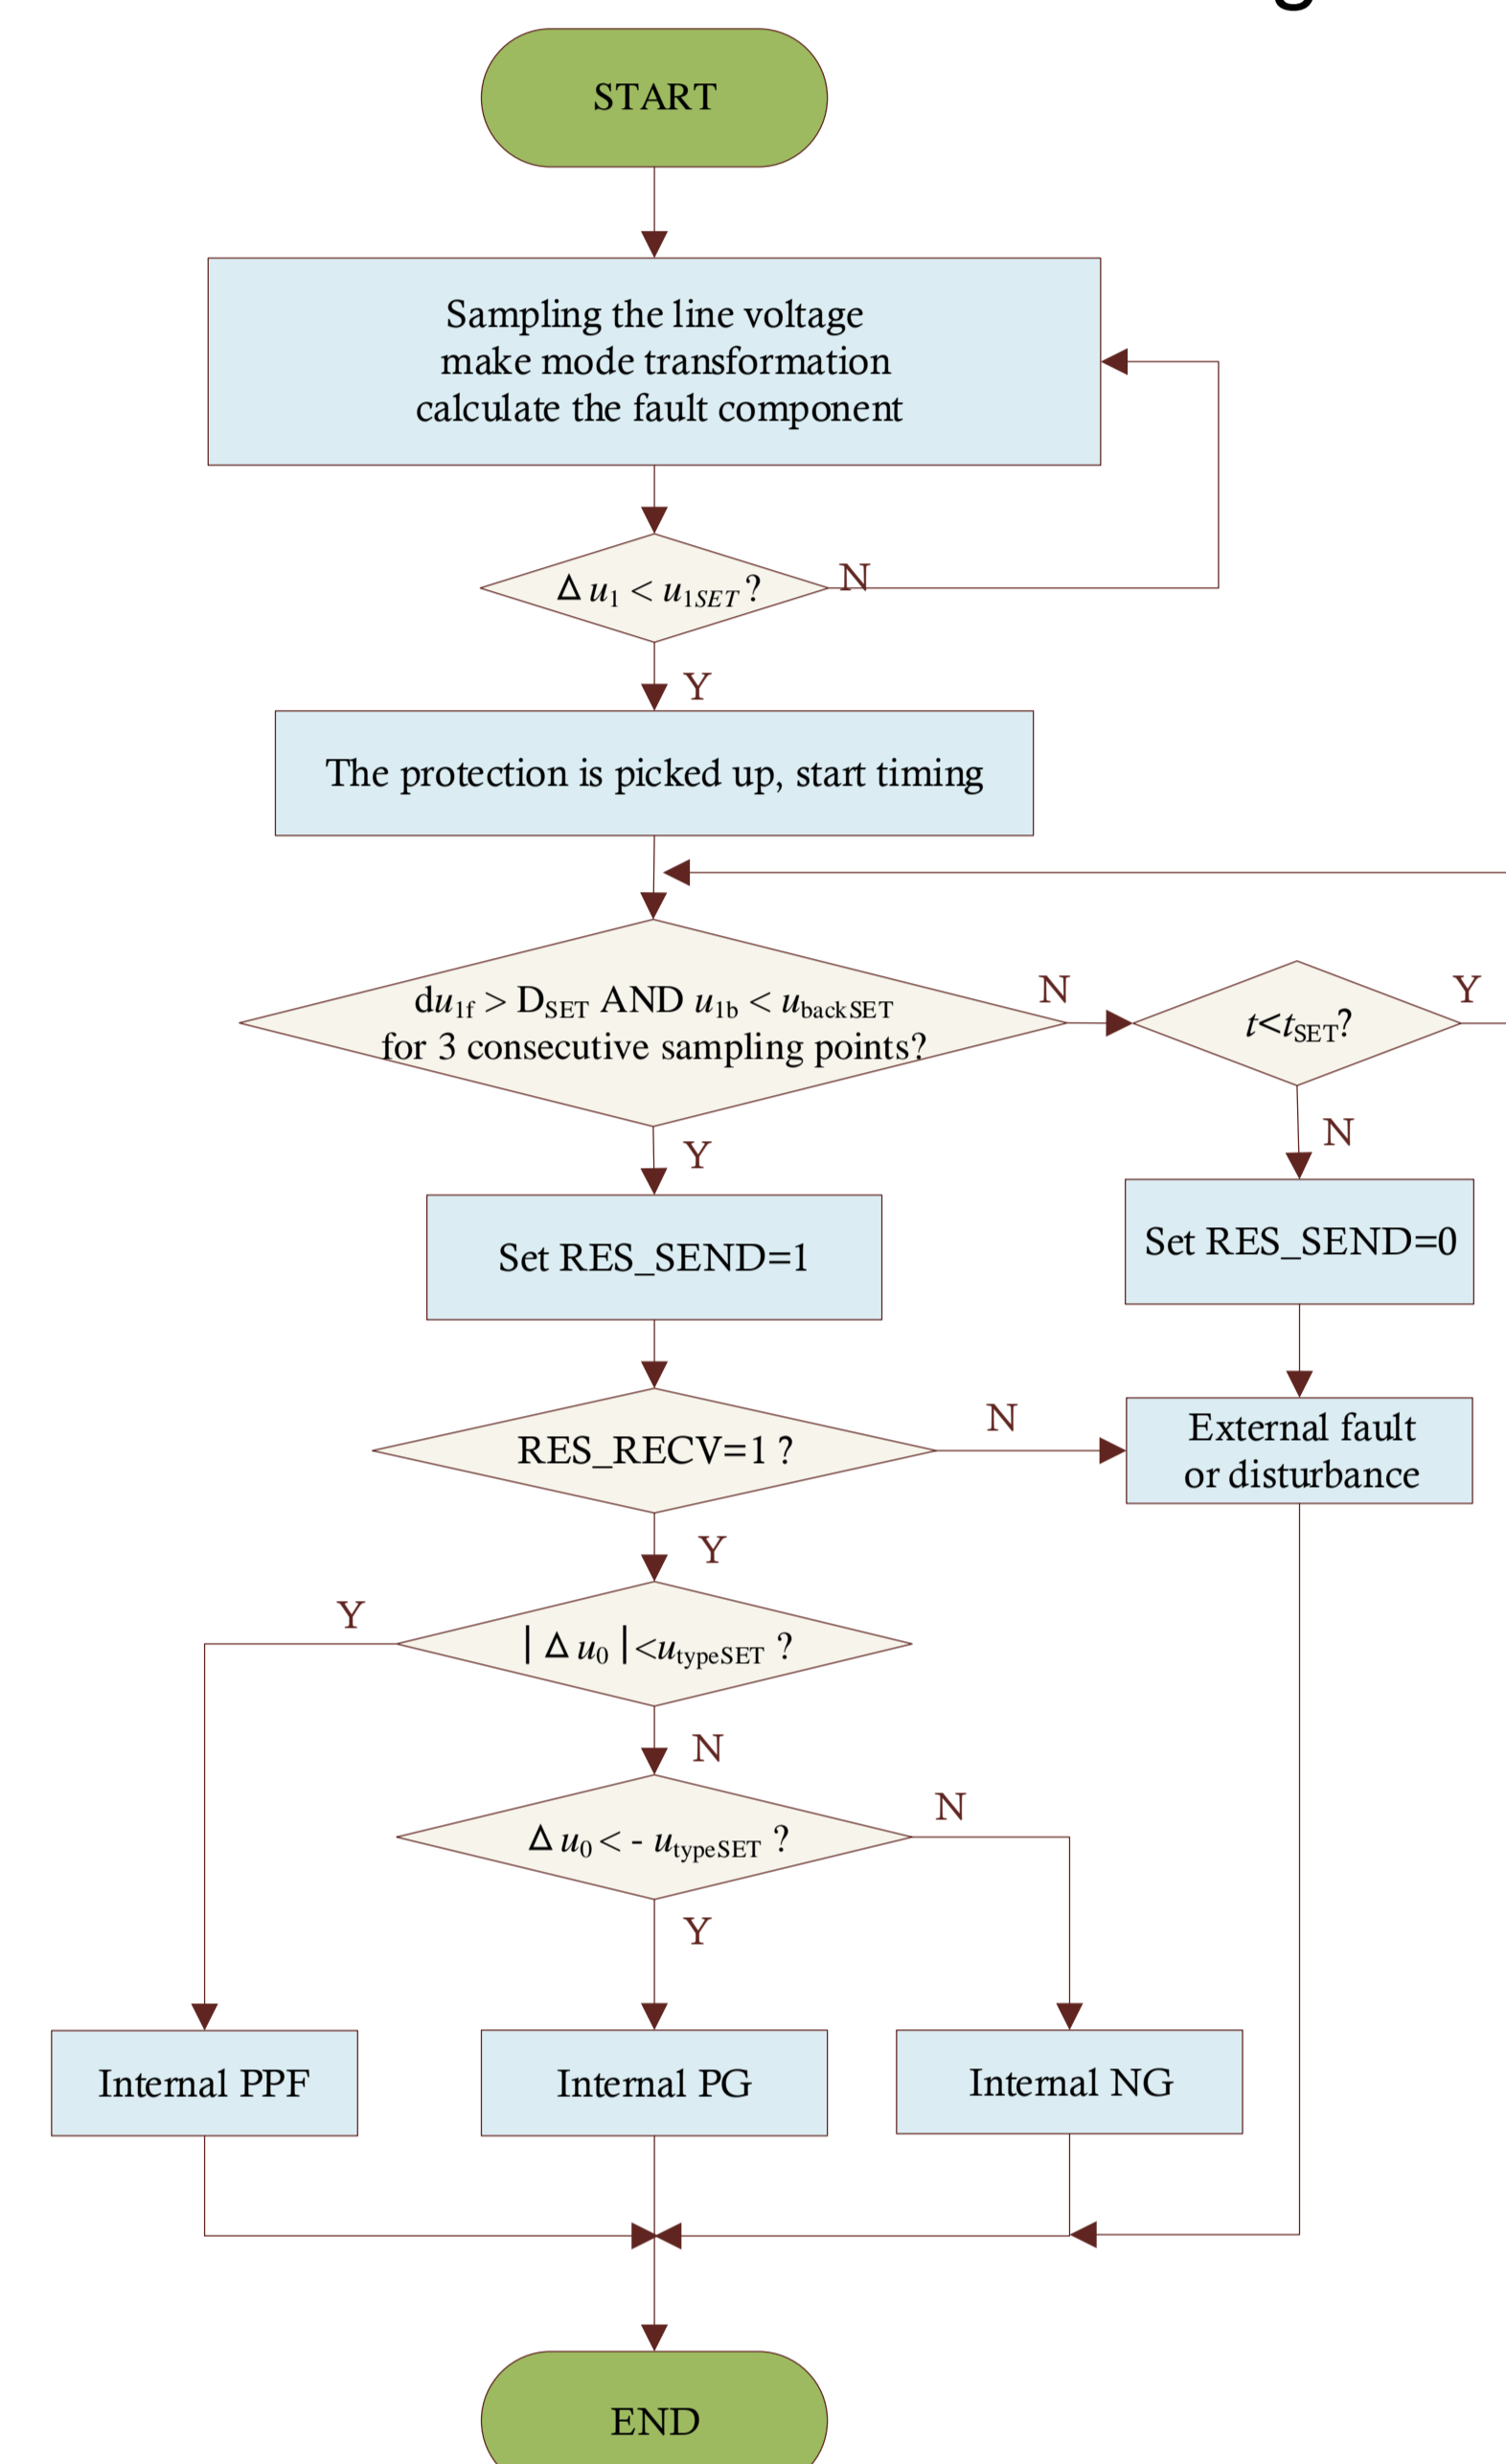 START
Sampling the line voltage
make mode transformation
calculate the fault component
Δ u₁ < u₁SET ?
N
Y
The protection is picked up, start timing
du1f > DSET AND u1b < ubackSET
for 3 consecutive sampling points?
N
t<tSET?
Y
Y
N
Set RES_SEND=1
Set RES_SEND=0
RES_RECV=1 ?
N
External fault
or disturbance
Y
Y
| Δ u₀ |<utypeSET ?
N
Δ u₀ < - utypeSET ?
N
Y
Internal PPF
Internal PG
Internal NG
END